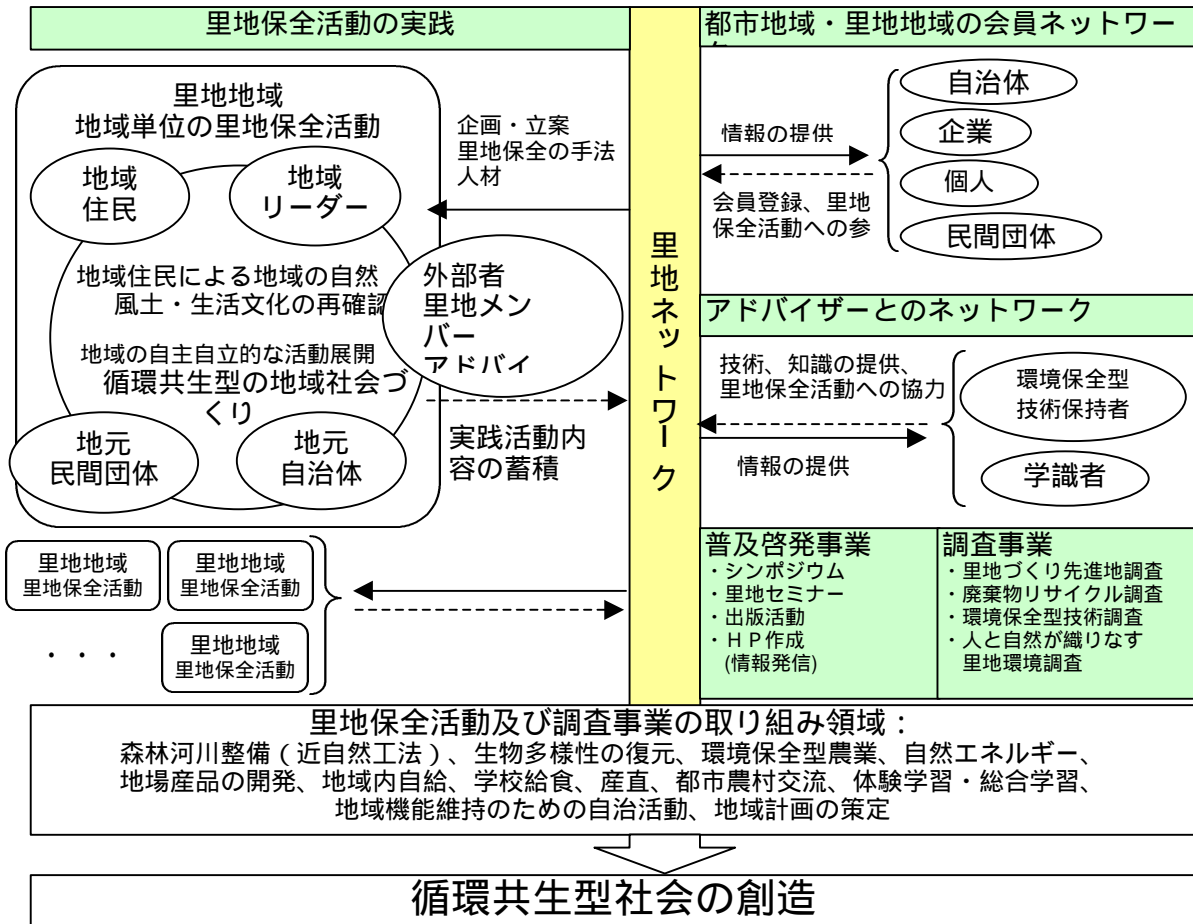 里地保全活動の実践
里地地域
地域単位の里地保全活動
地域
住民
地域
リーダー
地域住民による地域の自然
風土・生活文化の再確認
地域の自主自立的な活動展開
循環共生型の地域社会づ
くり
地元
民間団体
地元
自治体
外部者
里地メン
バー
アドバイ
企画・立案
里地保全の手法
人材
実践活動内
容の蓄積
里地地域
里地保全活動
里地地域
里地保全活動
・・・
里地地域
里地保全活動
里地ネットワーク
都市地域・里地地域の会員ネットワー
ク
情報の提供
会員登録、里地
保全活動への参
自治体
企業
個人
民間団体
アドバイザーとのネットワーク
技術、知識の提供、
里地保全活動への協力
情報の提供
環境保全型
技術保持者
学識者
普及啓発事業
・シンポジウム
・里地セミナー
・出版活動
・ＨＰ作成
(情報発信)
調査事業
・里地づくり先進地調査
・廃棄物リサイクル調査
・環境保全型技術調査
・人と自然が織りなす
里地環境調査
里地保全活動及び調査事業の取り組み領域：
森林河川整備（近自然工法）、生物多様性の復元、環境保全型農業、自然エネルギー、
地場産品の開発、地域内自給、学校給食、産直、都市農村交流、体験学習・総合学習、
地域機能維持のための自治活動、地域計画の策定
循環共生型社会の創造